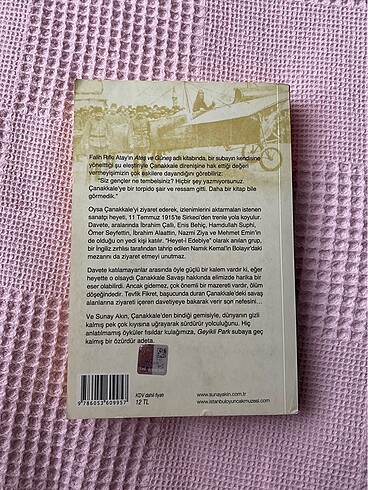 Falih Rıfkı Atay'ın Ateş ve Güneş adlı kitabında, bir subayın kendisine
yönelttiği şu eleştiriyle Çanakkale direnişine hak ettiği değeri
vermeyişimizin çok eskilere dayandığını görebiliriz:
"Siz gençler ne tembelsiniz? Hiçbir şey yazmıyorsunuz.
Çanakkale'ye bir torpido şair ve ressam gitti. Daha bir kitap bile
görmedik."
Oysa Çanakkale'yi ziyaret ederek, izlenimlerini aktarmaları istenen
sanatçı heyeti, 11 Temmuz 1915'te Sirkeci'den trenle yola koyulur.
Davete, aralarında İbrahim Çallı, Enis Behiç, Hamdullah Suphi,
Ömer Seyfettin, İbrahim Alaattin, Nazmi Ziya ve Mehmet Emin'in
de olduğu on yedi kişi katılır. "Heyet-i Edebiye" olarak anılan grup,
bir İngiliz zırhlısı tarafından tahrip edilen Namık Kemal'in Bolayır'daki
mezarını da ziyaret etmeyi unutmaz.
Davete katılamayanlar arasında öyle güçlü bir kalem vardır ki, eğer
heyette o olsaydı Çanakkale Savaşı hakkında elimizde harika bir
eser olabilirdi. Ancak gidemez, çok önemli bir mazereti vardır, ölüm
döşeğindedir. Tevfik Fikret, başucunda duran Çanakkale'deki savaş
alanlarına ziyareti içeren davetiyeye bakarak verir son nefesini...
Ve Sunay Akın, Çanakkale'den bindiği gemisiyle, dünyanın gizli
kalmış pek çok kıyısına uğrayarak sürdürür yolculuğunu. Hiç
anlatılmamış öyküler fısıldar kulağımıza, Geyikli Park subaya geç
kalmış bir özürdür adeta.
KDV dahil fiyatı
12 TL
www.sunayakin.com.tr
www.istanbuloyuncakmuzesi.com
9 786053 609957